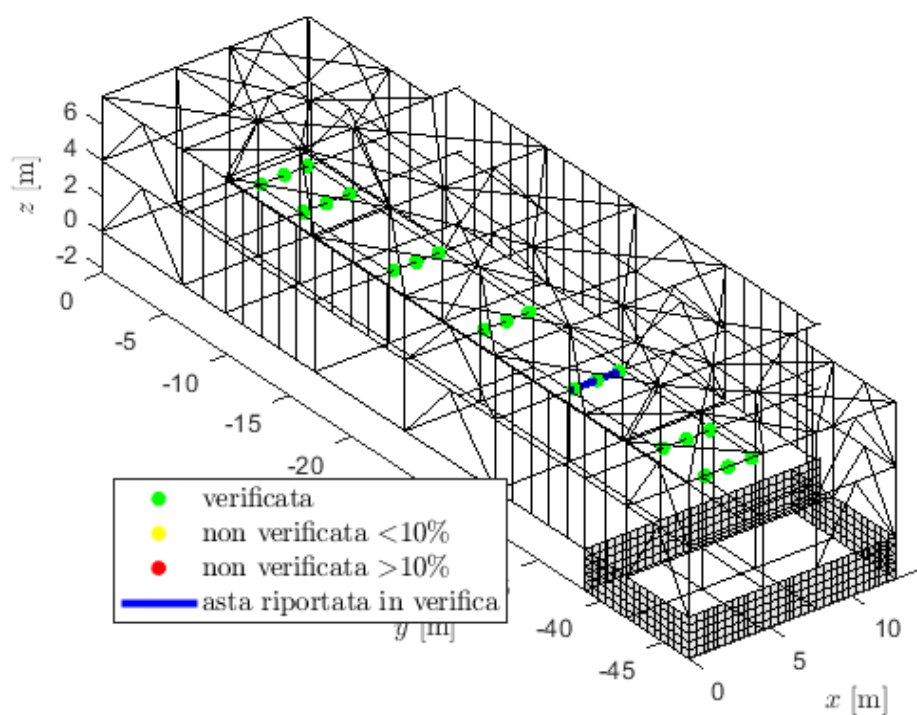 6
4
2
0
-2
z [m]
0
-5
-10
-15
-20
-40
-45
y [m]
0
5
10
x [m]
verificata
non verificata <10%
non verificata >10%
asta riportata in verifica